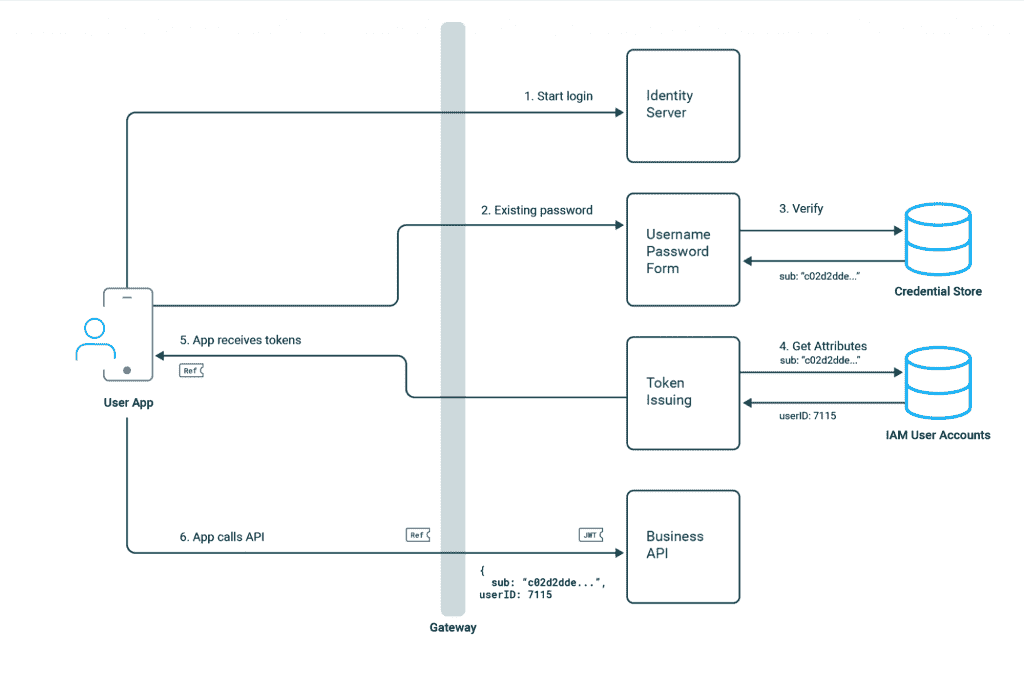 1. Start login
Identity
Server
2. Existing password
Username
Password
Form
3. Verify
sub: “c02d2dde...”
Credential Store
5. App receives tokens
Ref
User App
Token
Issuing
4. Get Attributes
sub: “c02d2dde...”
userID: 7115
IAM User Accounts
6. App calls API
Ref
JWT
Business
API
{
sub: “c02d2dde...”,
userID: 7115
Gateway